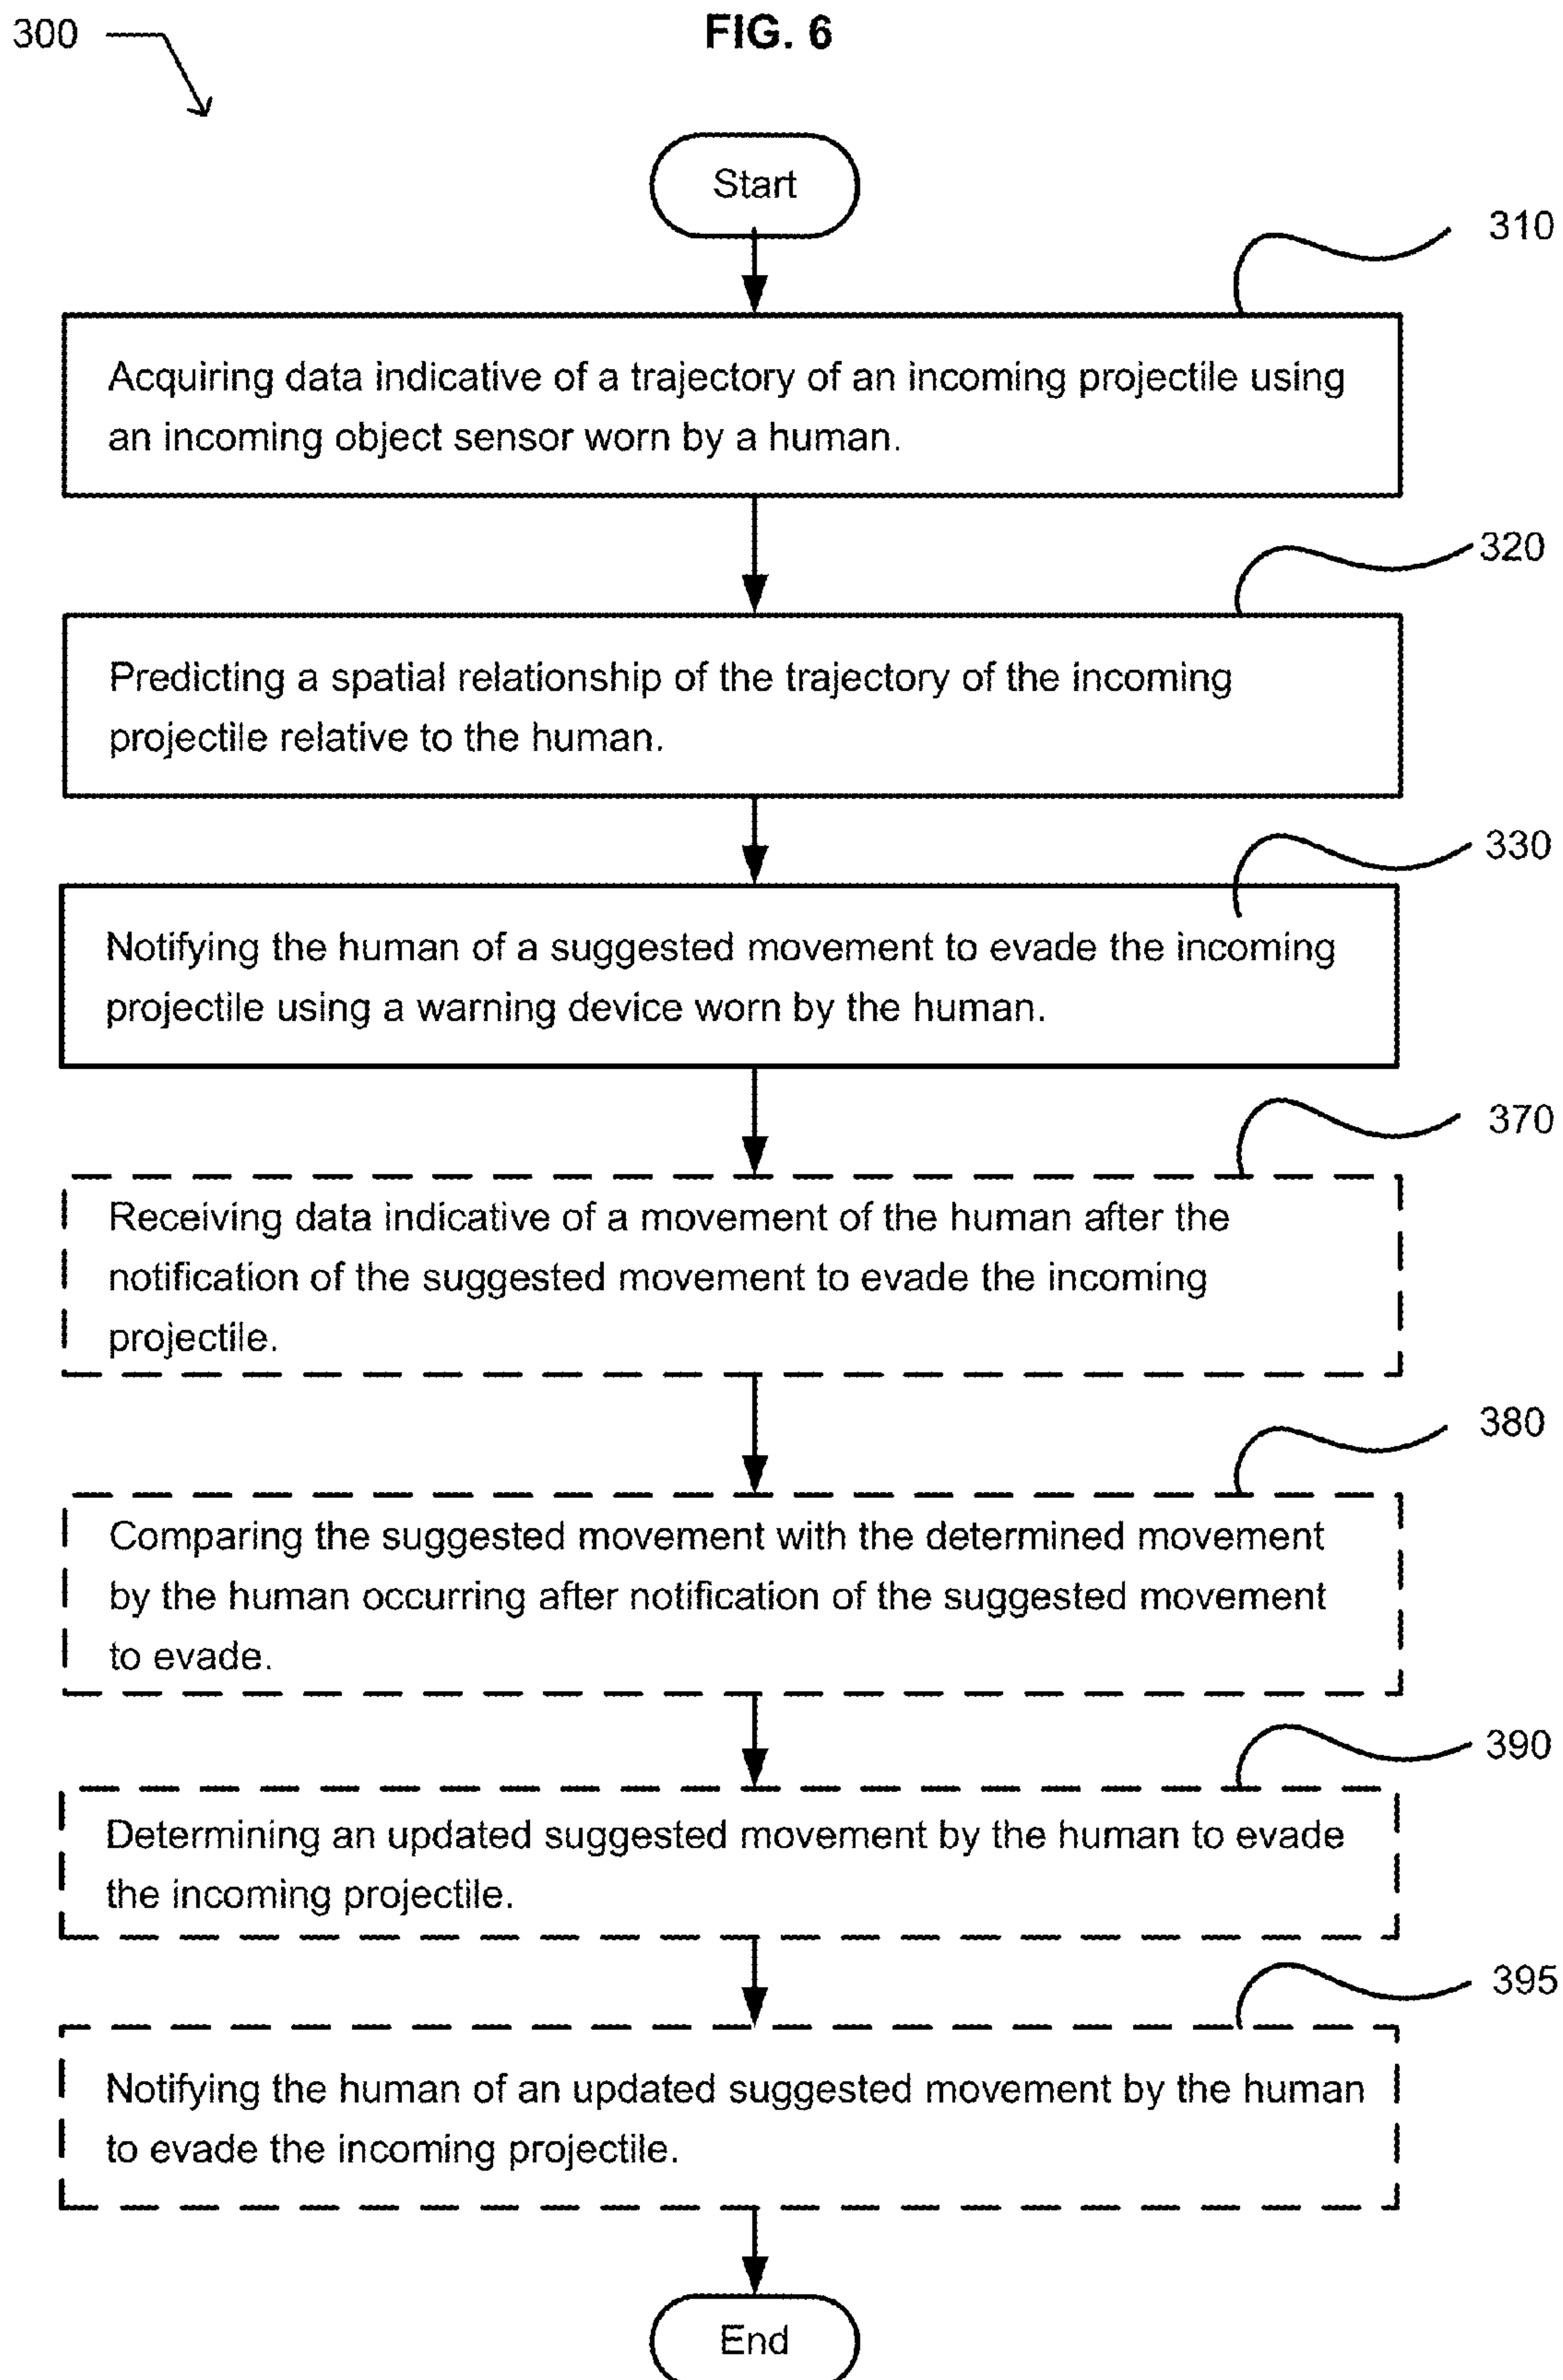 FIG. 6
300
Start
310
Acquiring data indicative of a trajectory of an incoming projectile using
an incoming object sensor worn by a human.
320
Predicting a spatial relationship of the trajectory of the incoming
projectile relative to the human.
330
Notifying the human of a suggested movement to evade the incoming
projectile using a warning device worn by the human.
370
Receiving data indicative of a movement of the human after the
notification of the suggested movement to evade the incoming
projectile.
380
Comparing the suggested movement with the determined movement
by the human occurring after notification of the suggested movement
to evade.
390
Determining an updated suggested movement by the human to evade
the incoming projectile.
395
Notifying the human of an updated suggested movement by the human
to evade the incoming projectile.
End